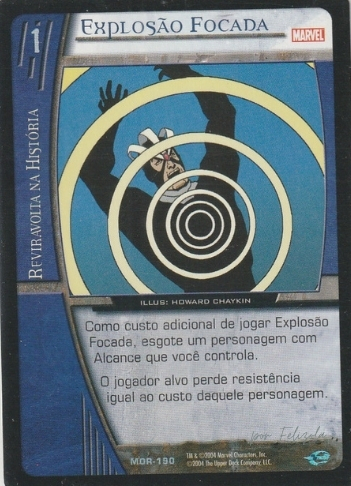 1
Explosão Focada
MARVEL
Reviravolta na História
ILLUS: HOWARD CHAYKIN
Como custo adicional de jogar Explosão
Focada, esgote um personagem com
Alcance que você controla.
O jogador alvo perde resistência
igual ao custo daquele personagem.
por
MOR-190
TM & ©2004 Marvel Characters, Inc.
©2004 The Upper Deck Company, LLC.